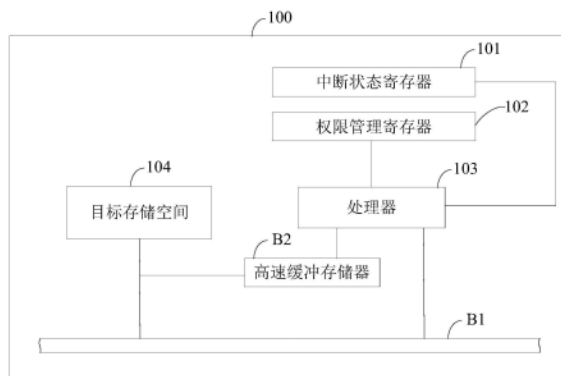 100
101
中断状态寄存器
102
权限管理寄存器
104
103
目标存储空间
处理器
B2
高速缓冲存储器
B1